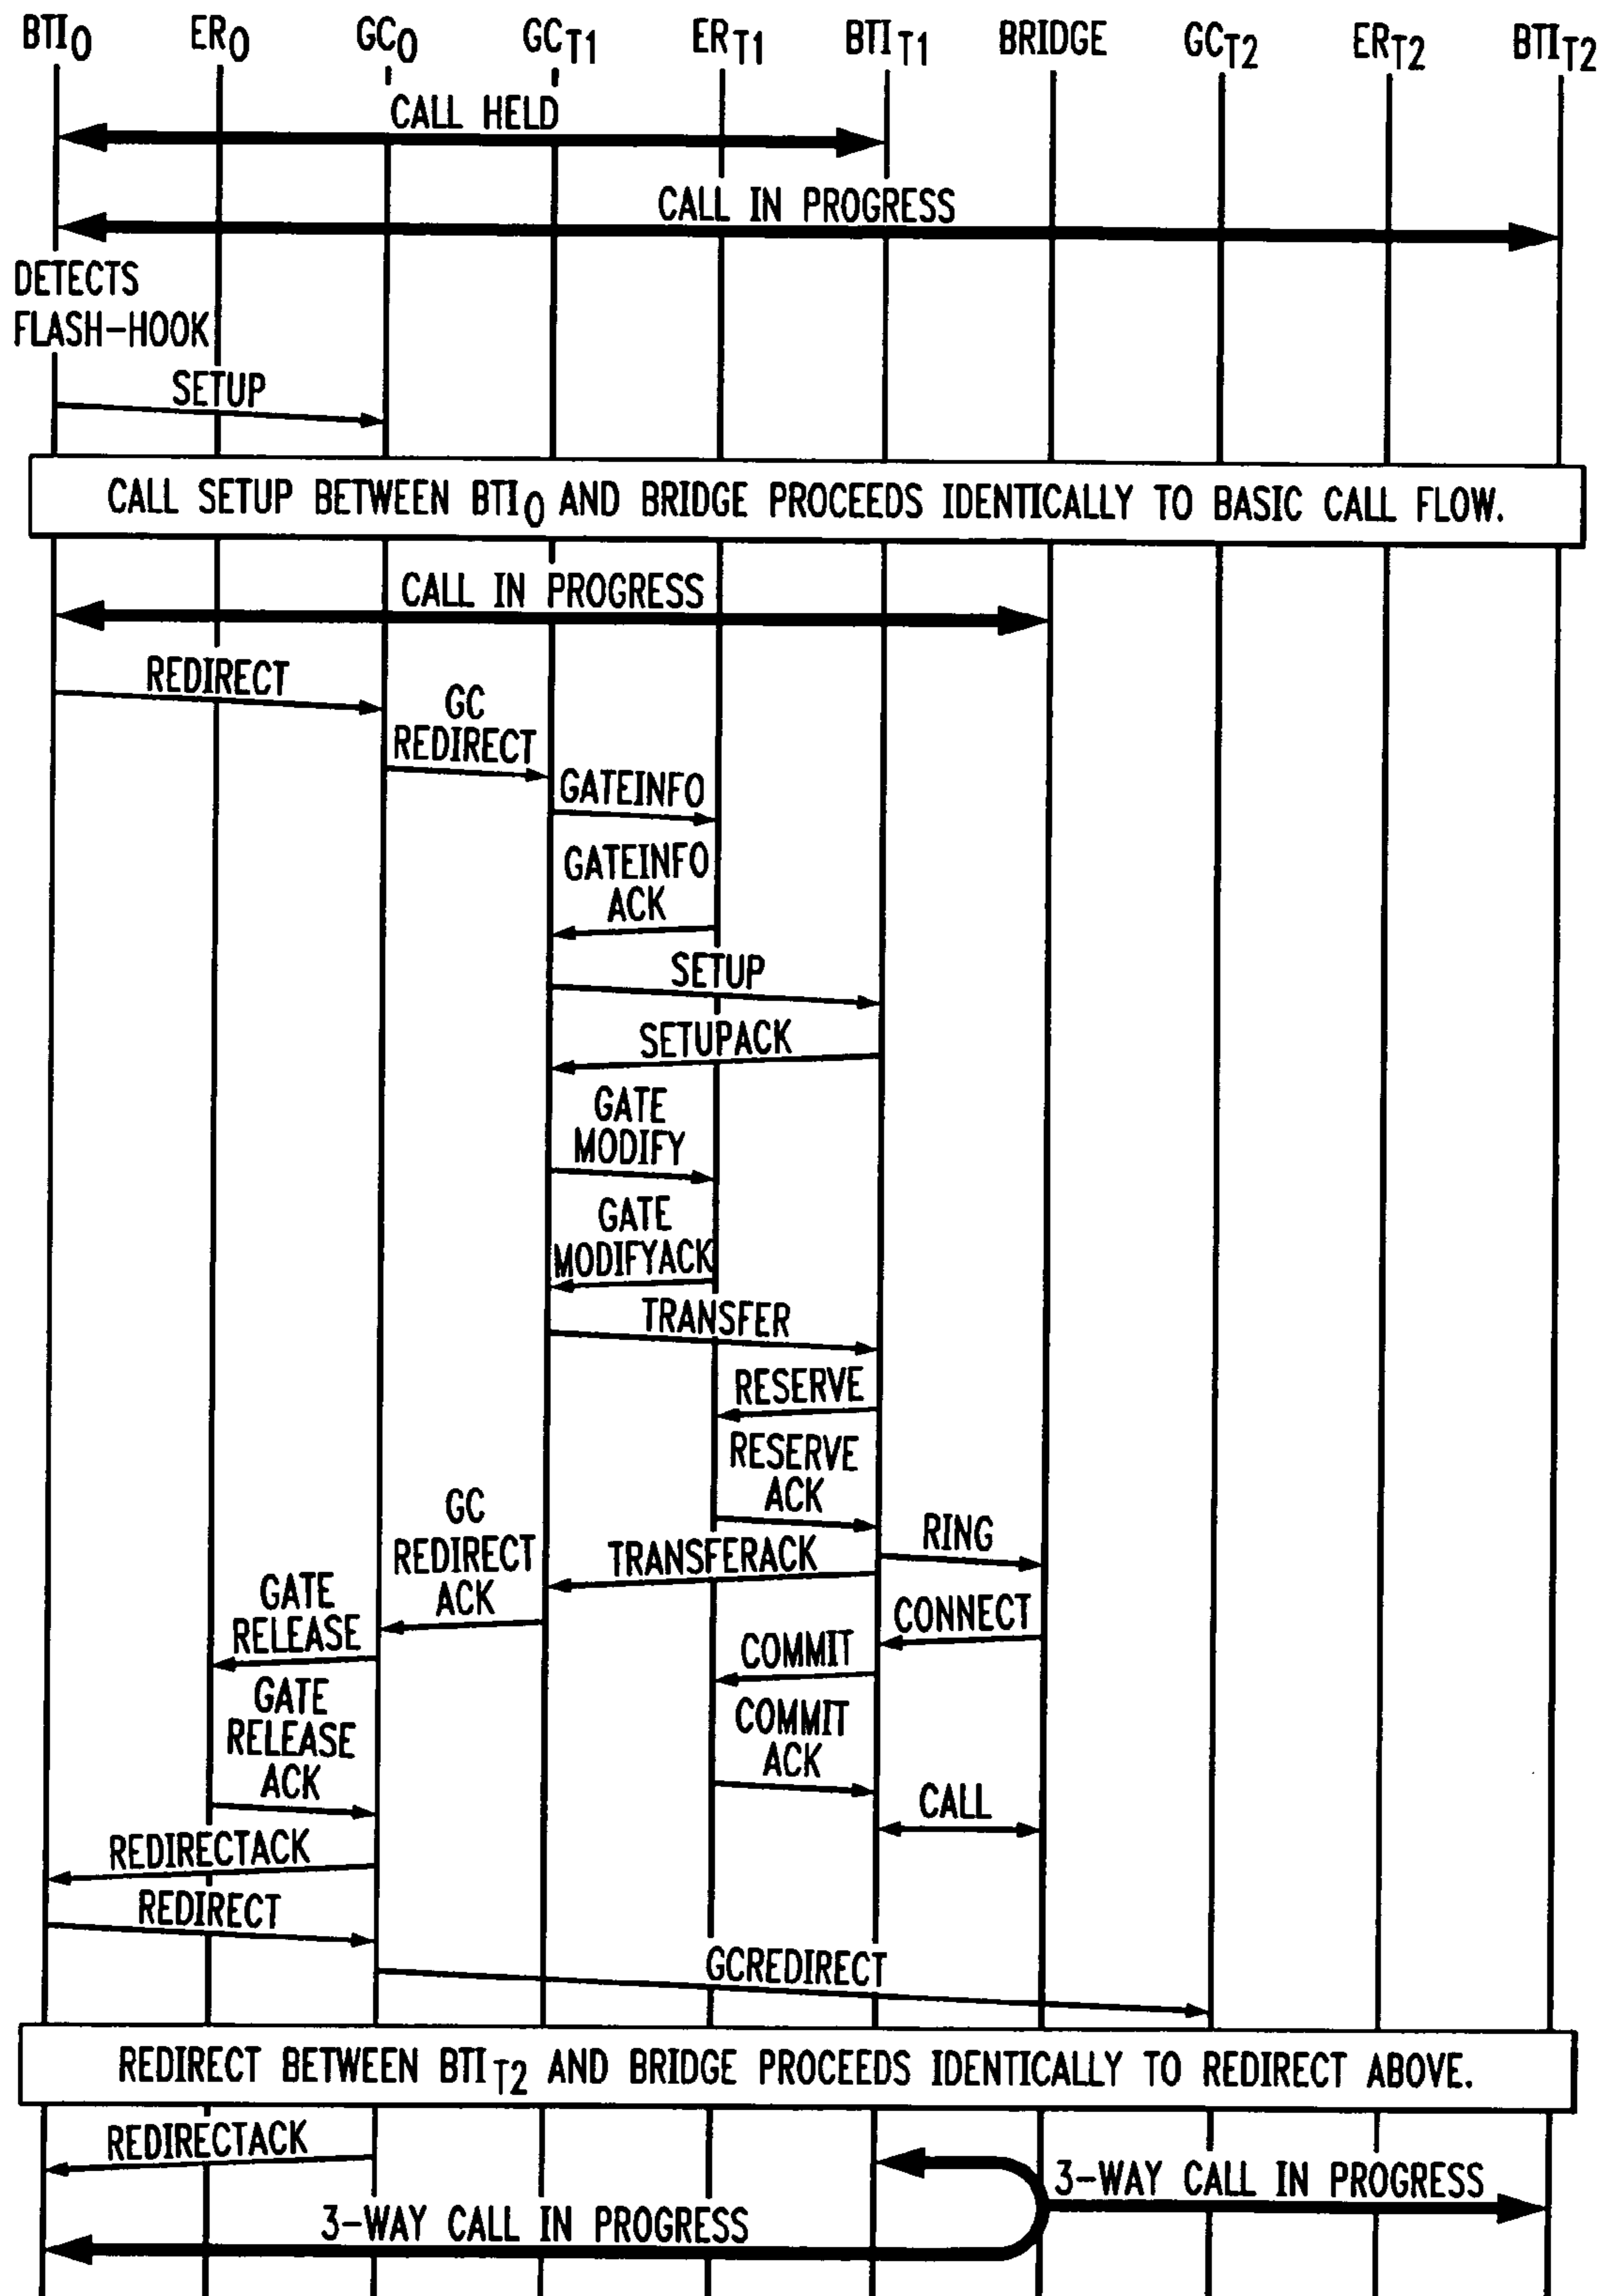 BTI0 ER0 GC0 GCT1 ERT1 BTIT1 BRIDGE GCT2 ERT2 BTIT2
CALL HELD
CALL IN PROGRESS
DETECTS
FLASH-HOOK
SETUP
CALL SETUP BETWEEN BTI0 AND BRIDGE PROCEEDS IDENTICALLY TO BASIC CALL FLOW.
CALL IN PROGRESS
REDIRECT
GC
REDIRECT
GATEINFO
GATEINFO
ACK
SETUP
SETUPACK
GATE
MODIFY
GATE
MODIFYACK
TRANSFER
RESERVE
RESERVE
ACK
RING
TRANSFERACK
GC
REDIRECT
ACK
CONNECT
GATE
RELEASE
COMMIT
GATE
RELEASE
ACK
COMMIT
ACK
CALL
REDIRECTACK
REDIRECT
GCREDIRECT
REDIRECT BETWEEN BTIT2 AND BRIDGE PROCEEDS IDENTICALLY TO REDIRECT ABOVE.
REDIRECTACK
3-WAY CALL IN PROGRESS
3-WAY CALL IN PROGRESS